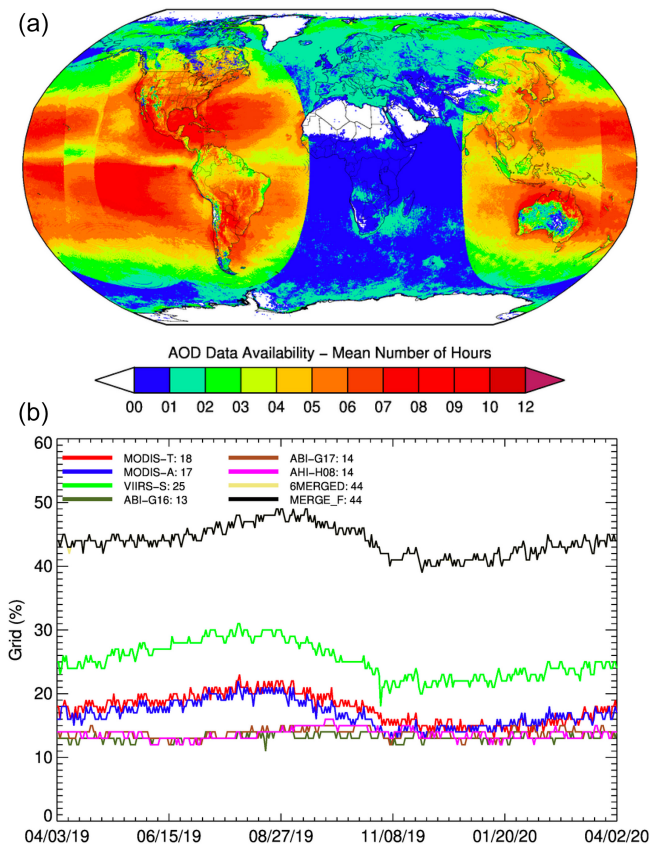 (a)
AOD Data Availability – Mean Number of Hours
00 01 02 03 04 05 06 07 08 09 10 12
(b)
60
50
40
30
20
10
0
Grid (%)
MODIS-T: 18
MODIS-A: 17
VIIRS-S: 25
ABI-G16: 13
ABI-G17: 14
AHI-H08: 14
6MERGED: 44
MERGE_F: 44
04/03/19 06/15/19 08/27/19 11/08/19 01/20/20 04/02/20